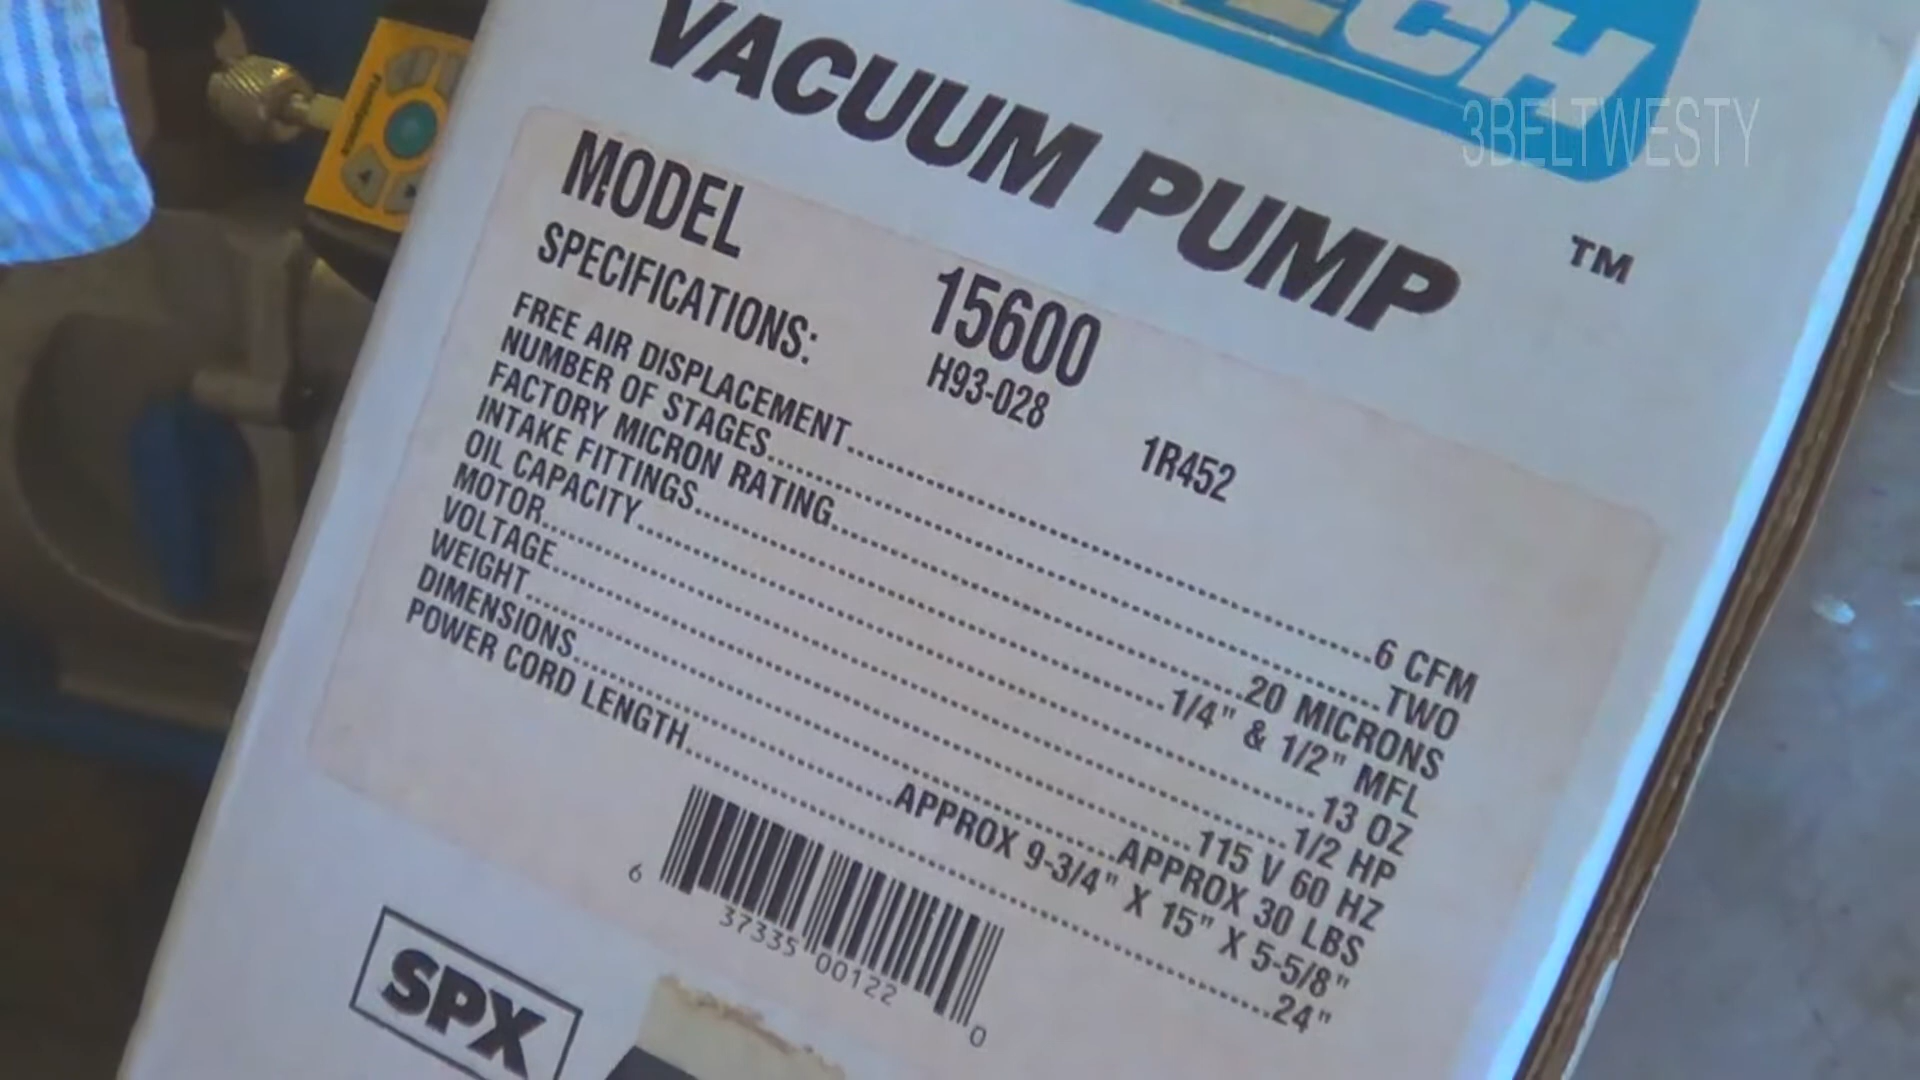 TECH
3BELTWESTY
VACUUM PUMP ™
MODEL 15600
SPECIFICATIONS: H93-028 1R452
FREE AIR DISPLACEMENT 6 CFM
NUMBER OF STAGES TWO
FACTORY MICRON RATING 20 MICRONS
INTAKE FITTINGS 1/4" & 1/2" MFL
OIL CAPACITY 13 OZ
MOTOR 1/2 HP
VOLTAGE 115 V 60 HZ
WEIGHT APPROX 30 LBS
DIMENSIONS APPROX 9-3/4" X 15" X 5-5/8"
POWER CORD LENGTH 24"
6 37335 00122 0
SPX